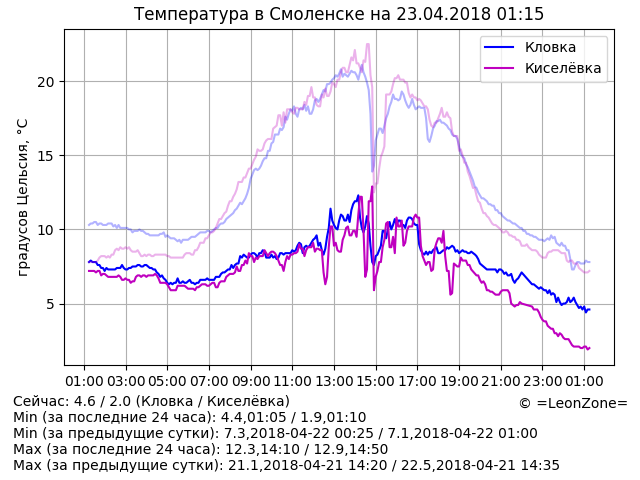 Температура в Смоленске на 23.04.2018 01:15
Кловка
Киселёвка
градусов Цельсия, °C
20
15
10
5
01:00 03:00 05:00 07:00 09:00 11:00 13:00 15:00 17:00 19:00 21:00 23:00 01:00
Сейчас: 4.6 / 2.0 (Кловка / Киселёвка)
© =LeonZone=
Min (за последние 24 часа): 4.4,01:05 / 1.9,01:10
Min (за предыдущие сутки): 7.3,2018-04-22 00:25 / 7.1,2018-04-22 01:00
Max (за последние 24 часа): 12.3,14:10 / 12.9,14:50
Max (за предыдущие сутки): 21.1,2018-04-21 14:20 / 22.5,2018-04-21 14:35